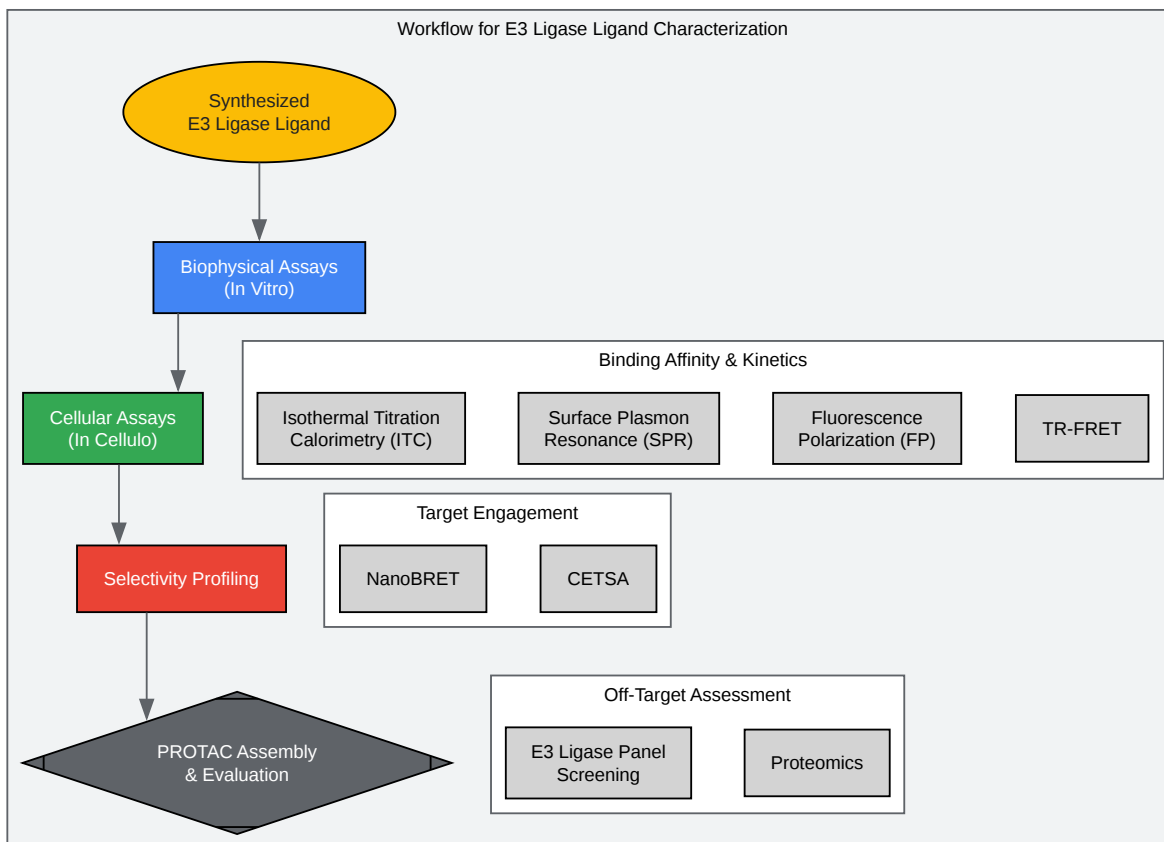 Workflow for E3 Ligase Ligand Characterization
Synthesized
E3 Ligase Ligand
Biophysical Assays
(In Vitro)
Binding Affinity & Kinetics
Cellular Assays
(In Cellulo)
Isothermal Titration
Calorimetry (ITC)
Surface Plasmon
Resonance (SPR)
Fluorescence
Polarization (FP)
TR-FRET
Target Engagement
Selectivity Profiling
NanoBRET
CETSA
Off-Target Assessment
PROTAC Assembly
& Evaluation
E3 Ligase Panel
Screening
Proteomics